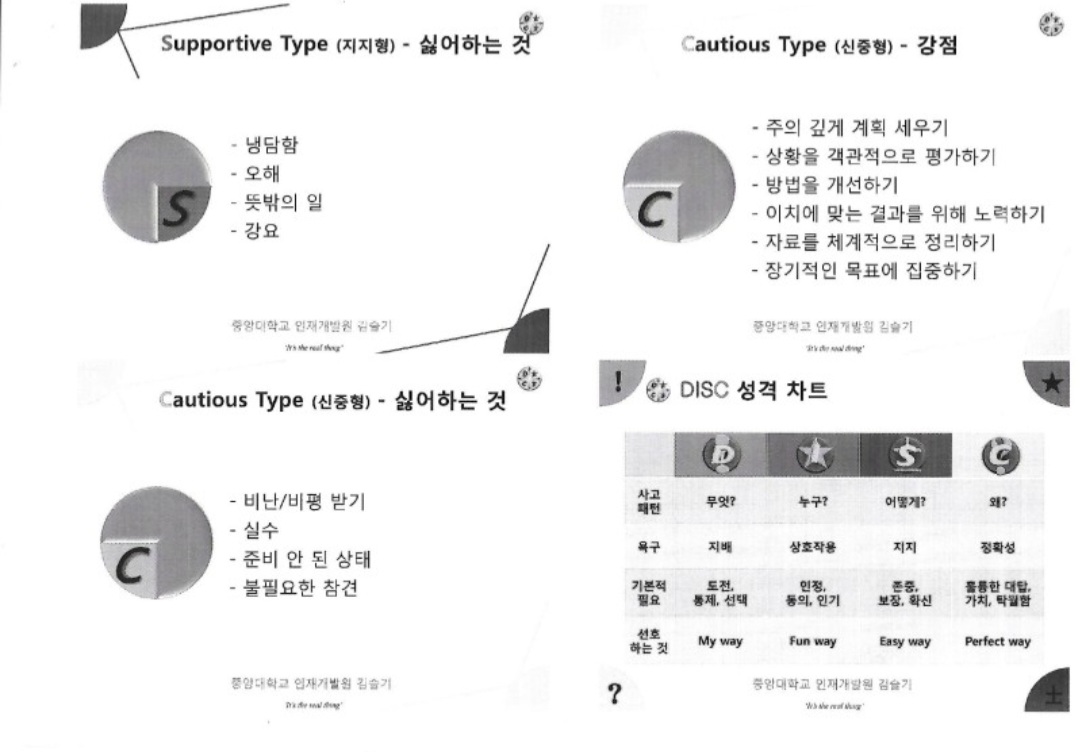 Supportive Type (지지형) - 싫어하는 것
S
- 냉담함
- 오해
- 뜻밖의 일
- 강요
중앙대학교 인재개발원 김슬기
'It's the real thing'
Cautious Type (신중형) - 강점
C
- 주의 깊게 계획 세우기
- 상황을 객관적으로 평가하기
- 방법을 개선하기
- 이치에 맞는 결과를 위해 노력하기
- 자료를 체계적으로 정리하기
- 장기적인 목표에 집중하기
중앙대학교 인재개발원 김슬기
'It's the real thing'
Cautious Type (신중형) - 싫어하는 것
C
- 비난/비평 받기
- 실수
- 준비 안 된 상태
- 불필요한 참견
중앙대학교 인재개발원 김슬기
'It's the real thing'
!
DISC 성격 차트
D S C
사고 패턴 무엇? 누구? 어떻게? 왜?
욕구 지배 상호작용 지지 정확성
기본적 도전, 인정, 존중, 훌륭한 대답,
필요 통제, 선택 동의, 인기 보장, 확신 가치, 탁월함
선호 하는 것 My way Fun way Easy way Perfect way
?
±
중앙대학교 인재개발원 김슬기
'It's the real thing'